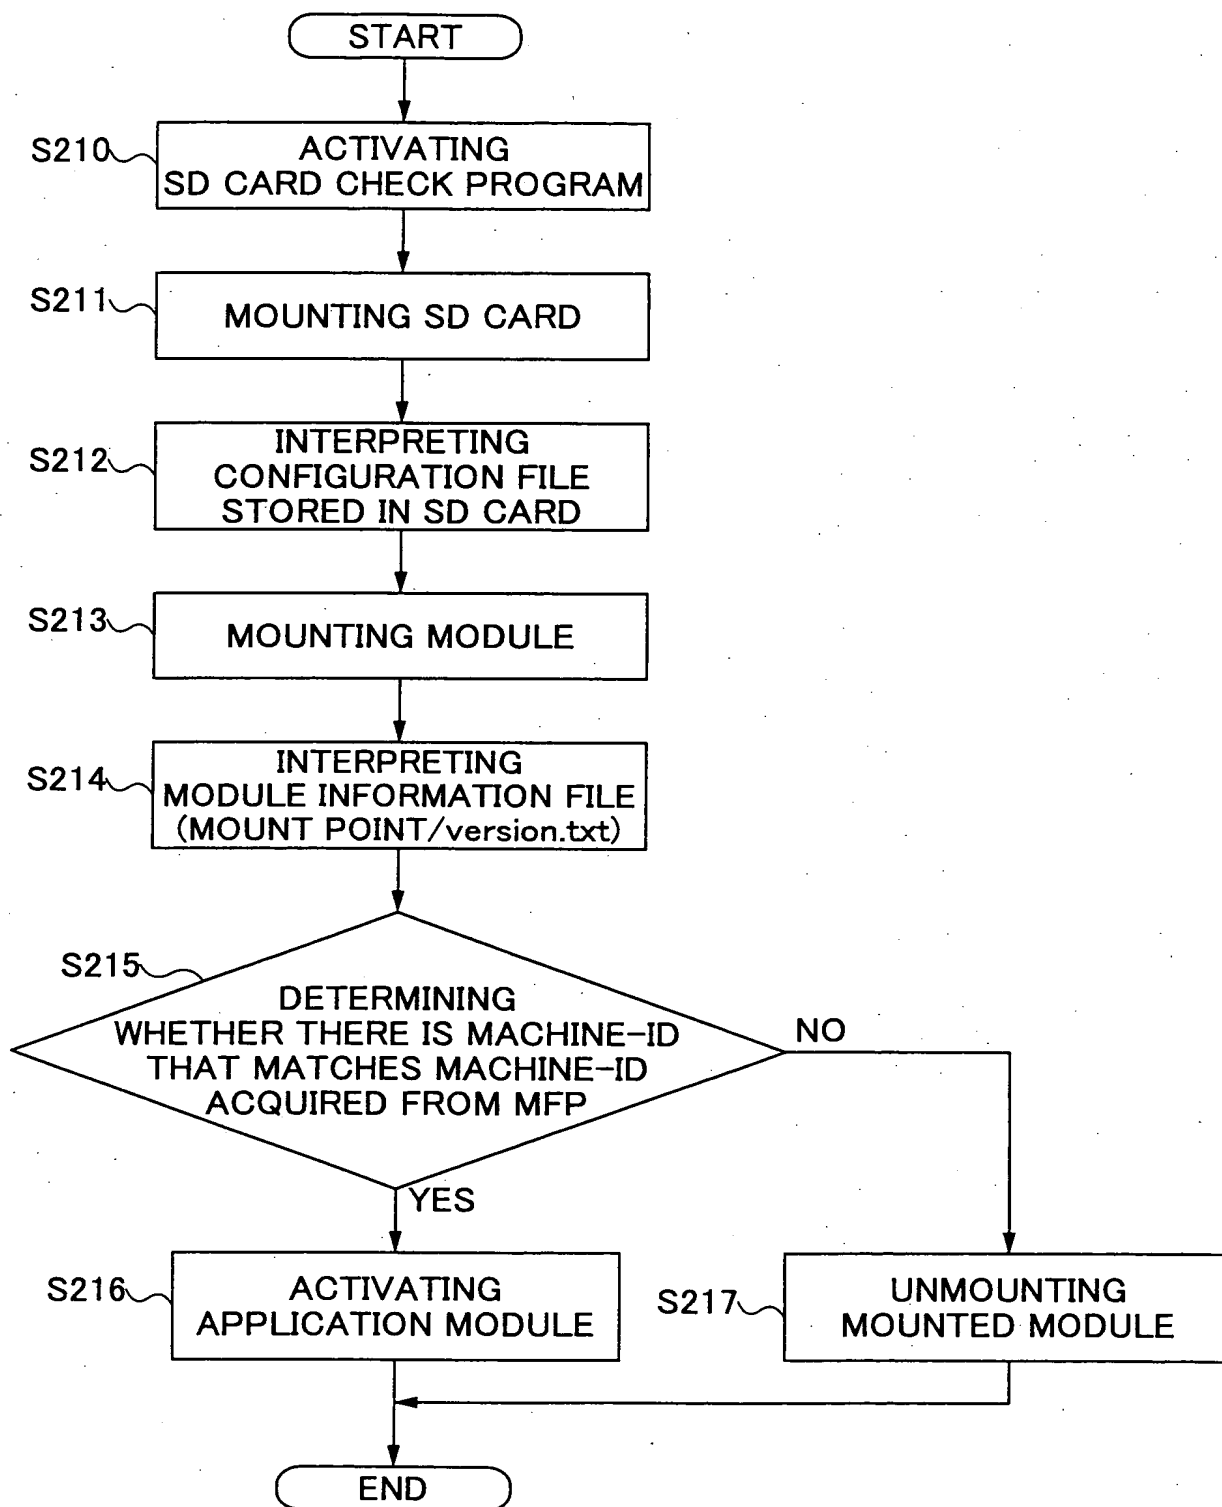 START
S210
ACTIVATING
SD CARD CHECK PROGRAM
S211
MOUNTING SD CARD
S212
INTERPRETING
CONFIGURATION FILE
STORED IN SD CARD
S213
MOUNTING MODULE
S214
INTERPRETING
MODULE INFORMATION FILE
(MOUNT POINT/version.txt)
S215
DETERMINING
WHETHER THERE IS MACHINE-ID
THAT MATCHES MACHINE-ID
ACQUIRED FROM MFP
NO
YES
S216
ACTIVATING
APPLICATION MODULE
S217
UNMOUNTING
MOUNTED MODULE
END